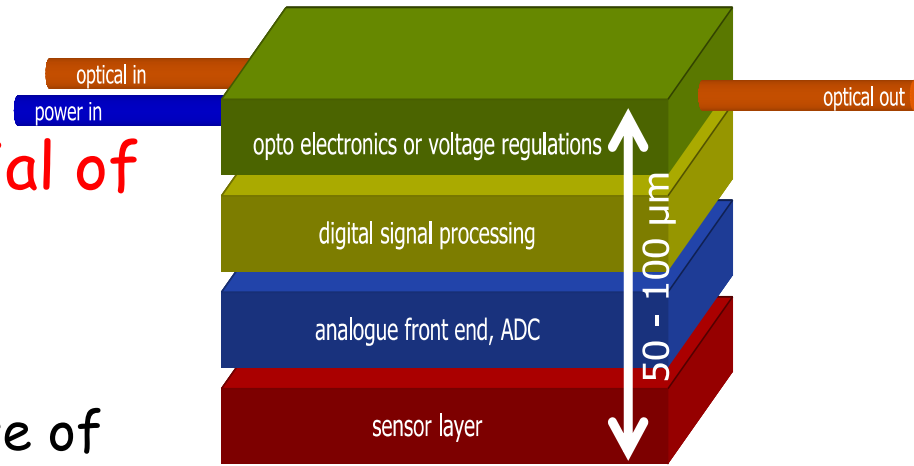 optical in
power in
optical out
opto electronics or voltage regulations
of
digital signal processing
50 - 100 µm
analogue front end, ADC
sensor layer
of